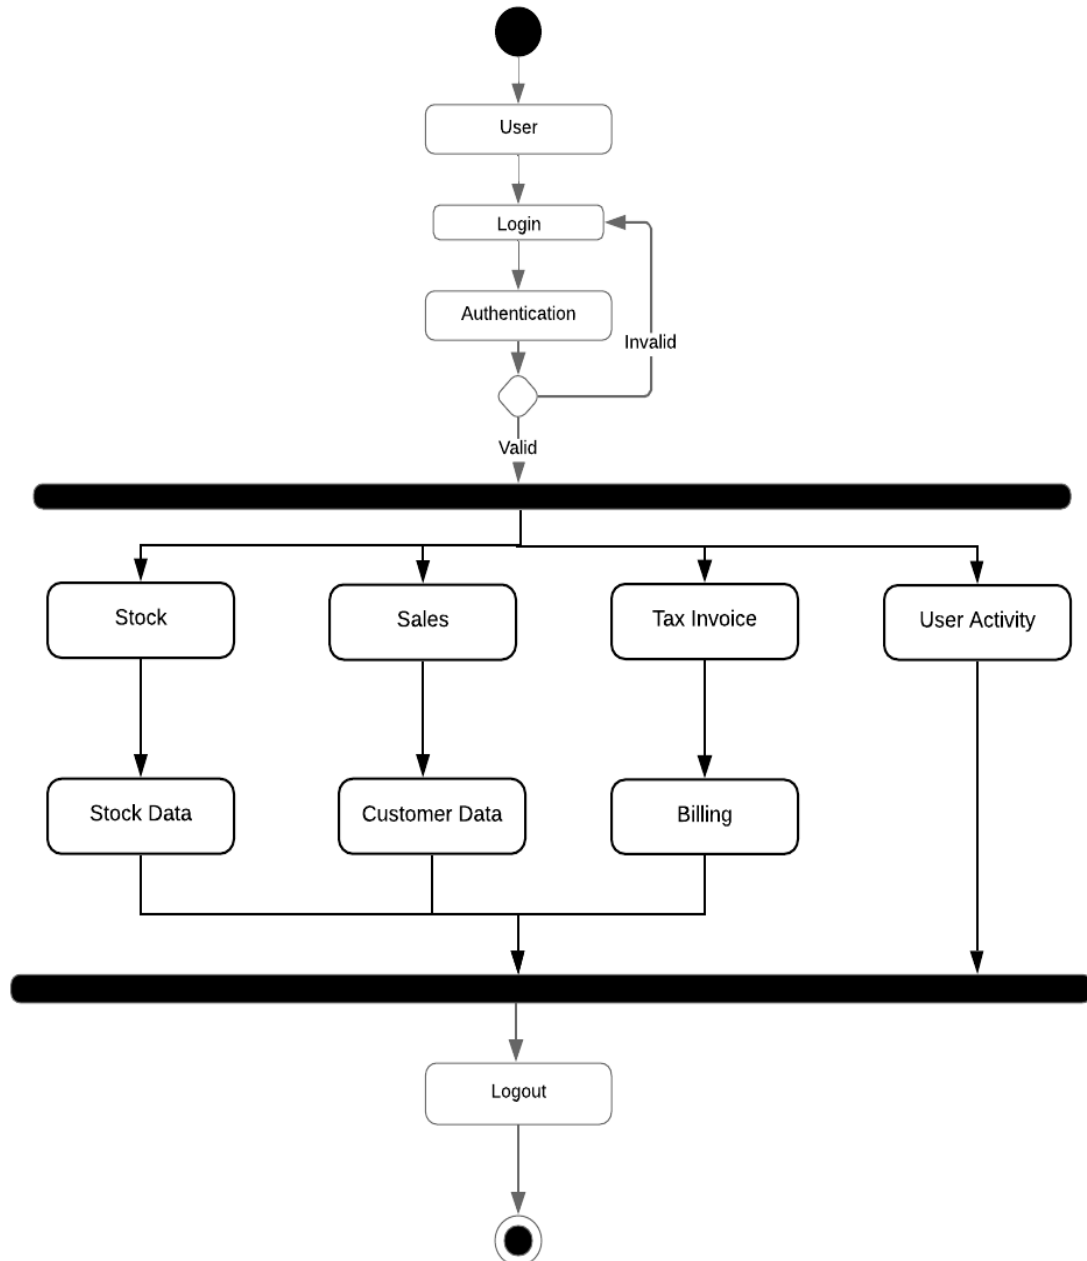 User
Login
Authentication
Invalid
Valid
Stock
Sales
Tax Invoice
User Activity
Stock Data
Customer Data
Billing
Logout